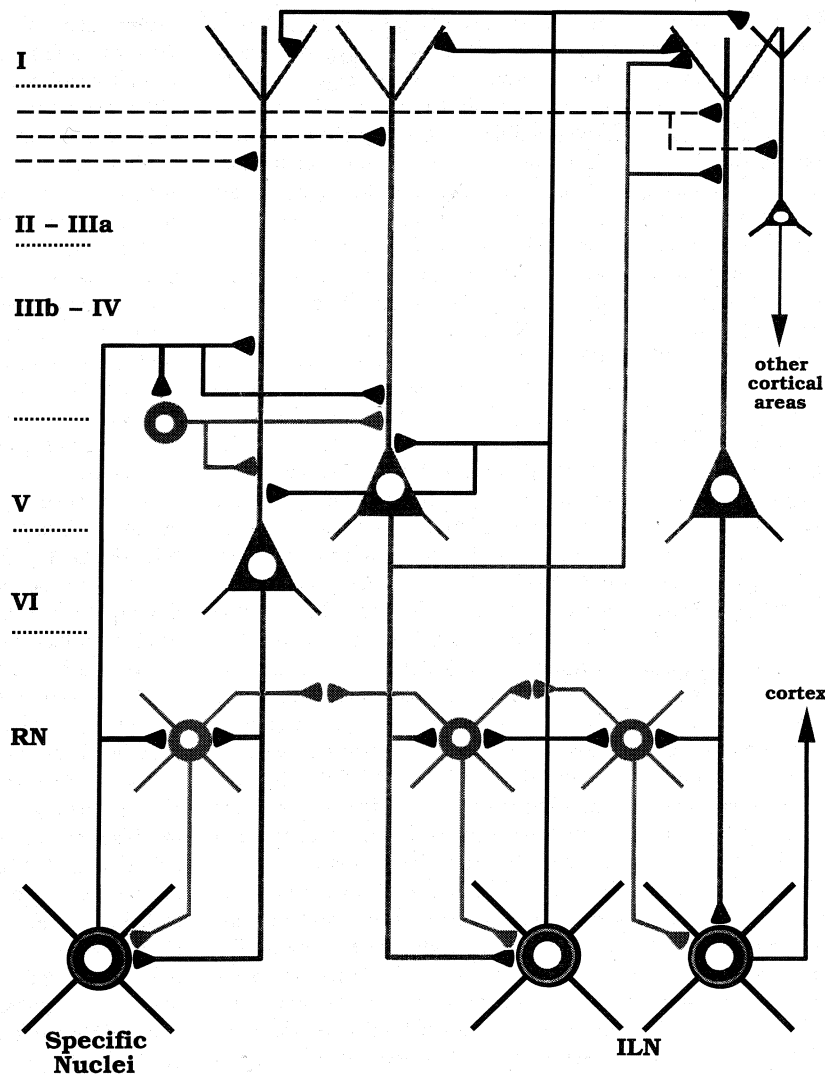 I
II – IIIa
IIIb – IV
other
cortical
areas
V
VI
cortex
RN
Specific
Nuclei
ILN